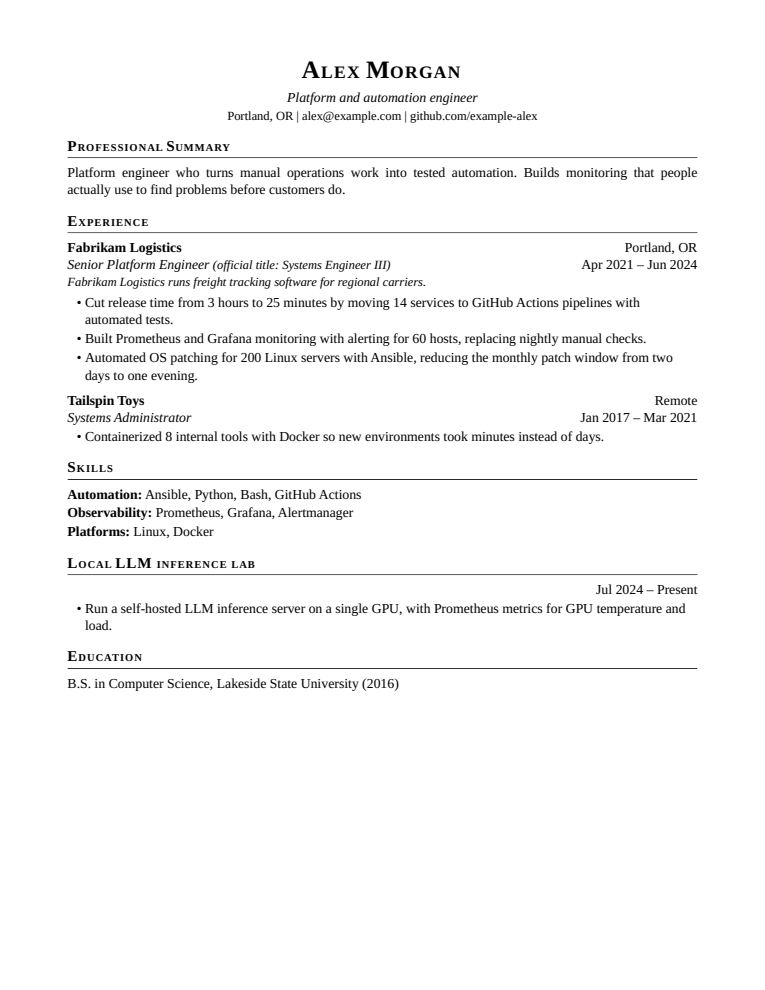 Alex Morgan
Platform and automation engineer
Portland, OR | alex@example.com | github.com/example-alex
Professional Summary
Platform engineer who turns manual operations work into tested automation. Builds monitoring that people
actually use to find problems before customers do.
Experience
Fabrikam Logistics Portland, OR
Senior Platform Engineer (official title: Systems Engineer III) Apr 2021 – Jun 2024
Fabrikam Logistics runs freight tracking software for regional carriers.
• Cut release time from 3 hours to 25 minutes by moving 14 services to GitHub Actions pipelines with
automated tests.
• Built Prometheus and Grafana monitoring with alerting for 60 hosts, replacing nightly manual checks.
• Automated OS patching for 200 Linux servers with Ansible, reducing the monthly patch window from two
days to one evening.
Tailspin Toys Remote
Systems Administrator Jan 2017 – Mar 2021
• Containerized 8 internal tools with Docker so new environments took minutes instead of days.
Skills
Automation: Ansible, Python, Bash, GitHub Actions
Observability: Prometheus, Grafana, Alertmanager
Platforms: Linux, Docker
Local LLM inference lab
Jul 2024 – Present
• Run a self-hosted LLM inference server on a single GPU, with Prometheus metrics for GPU temperature and
load.
Education
B.S. in Computer Science, Lakeside State University (2016)